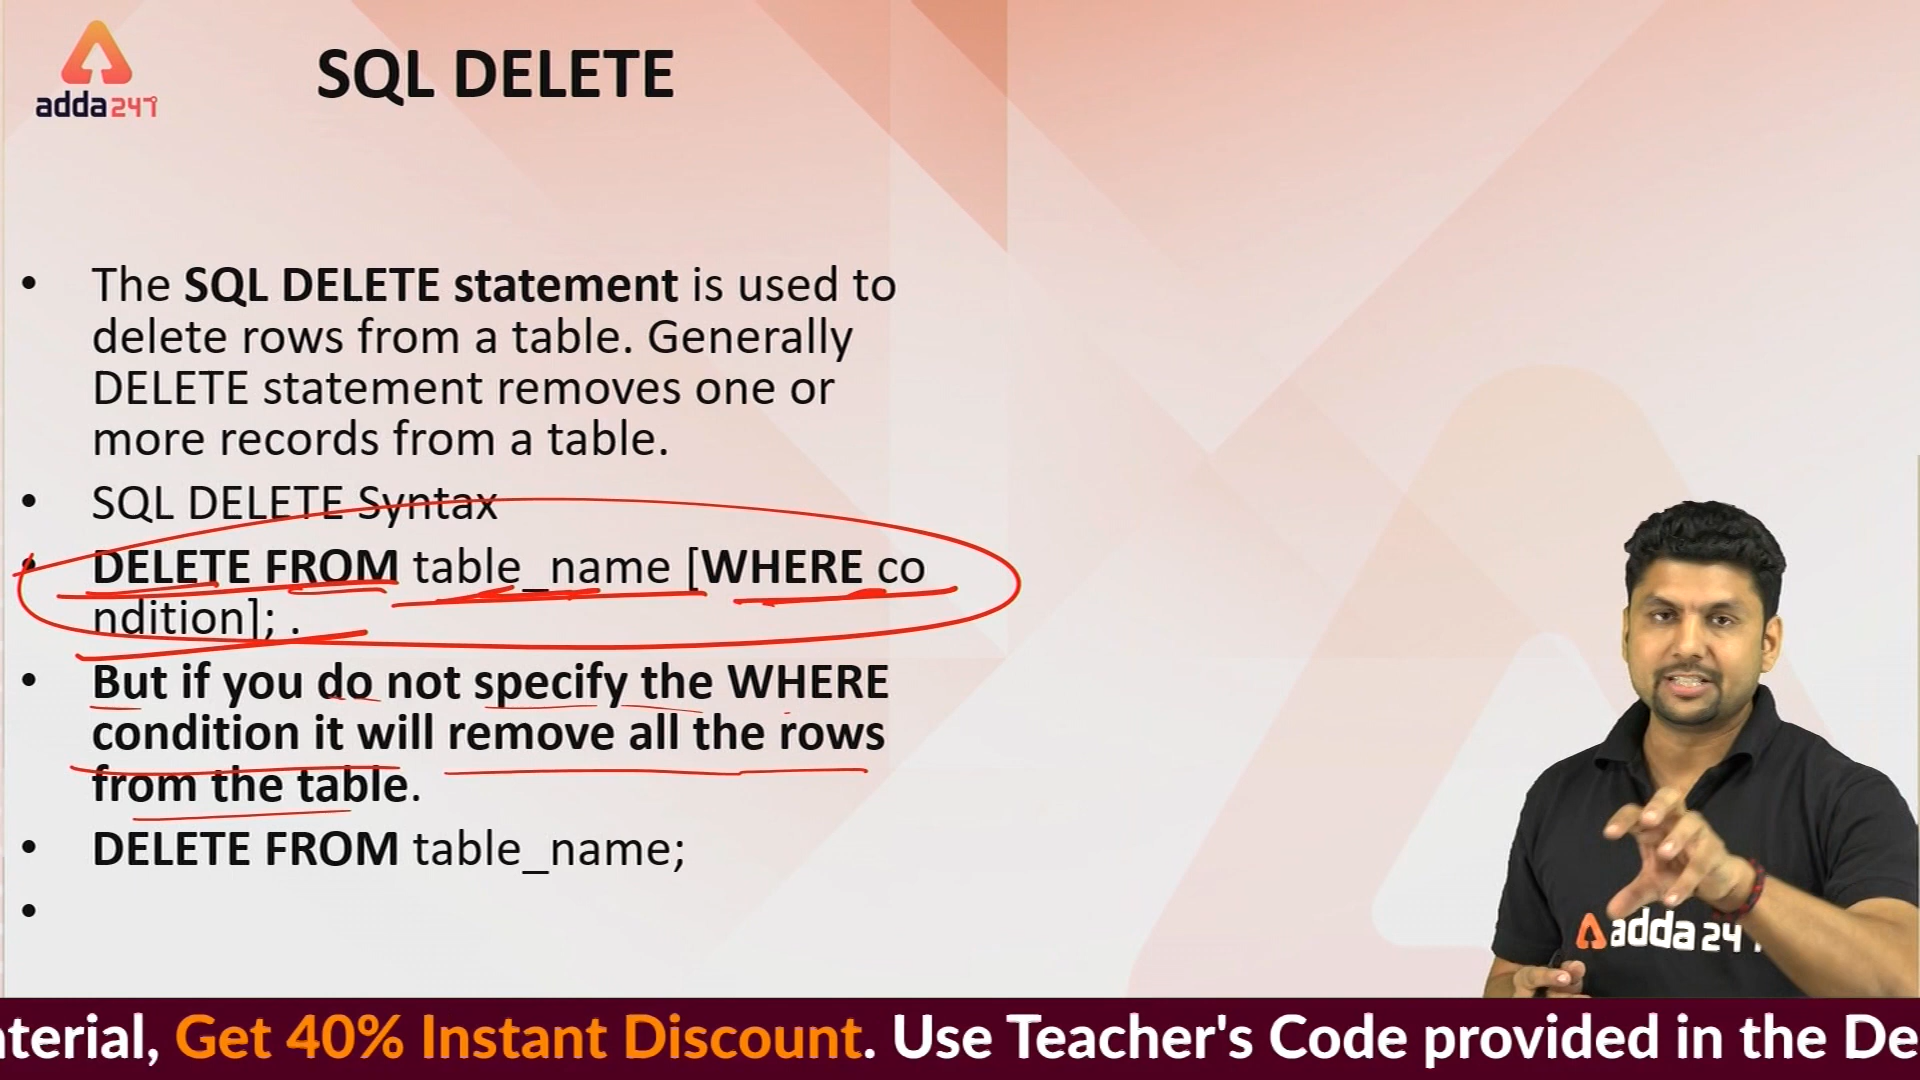 adda247
SQL DELETE
• The SQL DELETE statement is used to
delete rows from a table. Generally
DELETE statement removes one or
more records from a table.
• SQL DELETE Syntax
• DELETE FROM table_name [WHERE co
ndition]; .
• But if you do not specify the WHERE
condition it will remove all the rows
from the table.
• DELETE FROM table_name;
•
adda 24
aterial, Get 40% Instant Discount. Use Teacher's Code provided in the De